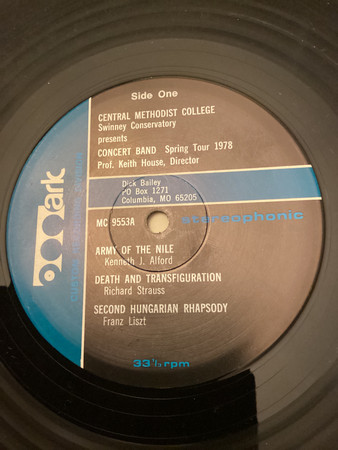 Side One
CENTRAL METHODIST COLLEGE
Swinney Conservatory
presents
CONCERT BAND Spring Tour 1978
Prof. Keith House, Director
Dick Bailey
PO Box 1271
Columbia, MO 65205
MC 9553A
stereophonic
ARMY OF THE NILE
Kenneth J. Alford
DEATH AND TRANSFIGURATION
Richard Strauss
SECOND HUNGARIAN RHAPSODY
Franz Liszt
33⅓ rpm
mark